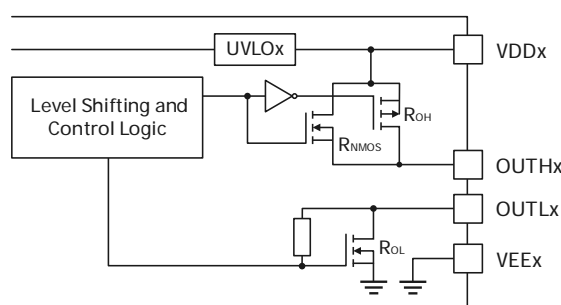 UVLOx
VDDx
Level Shifting and
Control Logic
ROH
RNMOS
OUTHx
OUTLx
ROL
VEEx